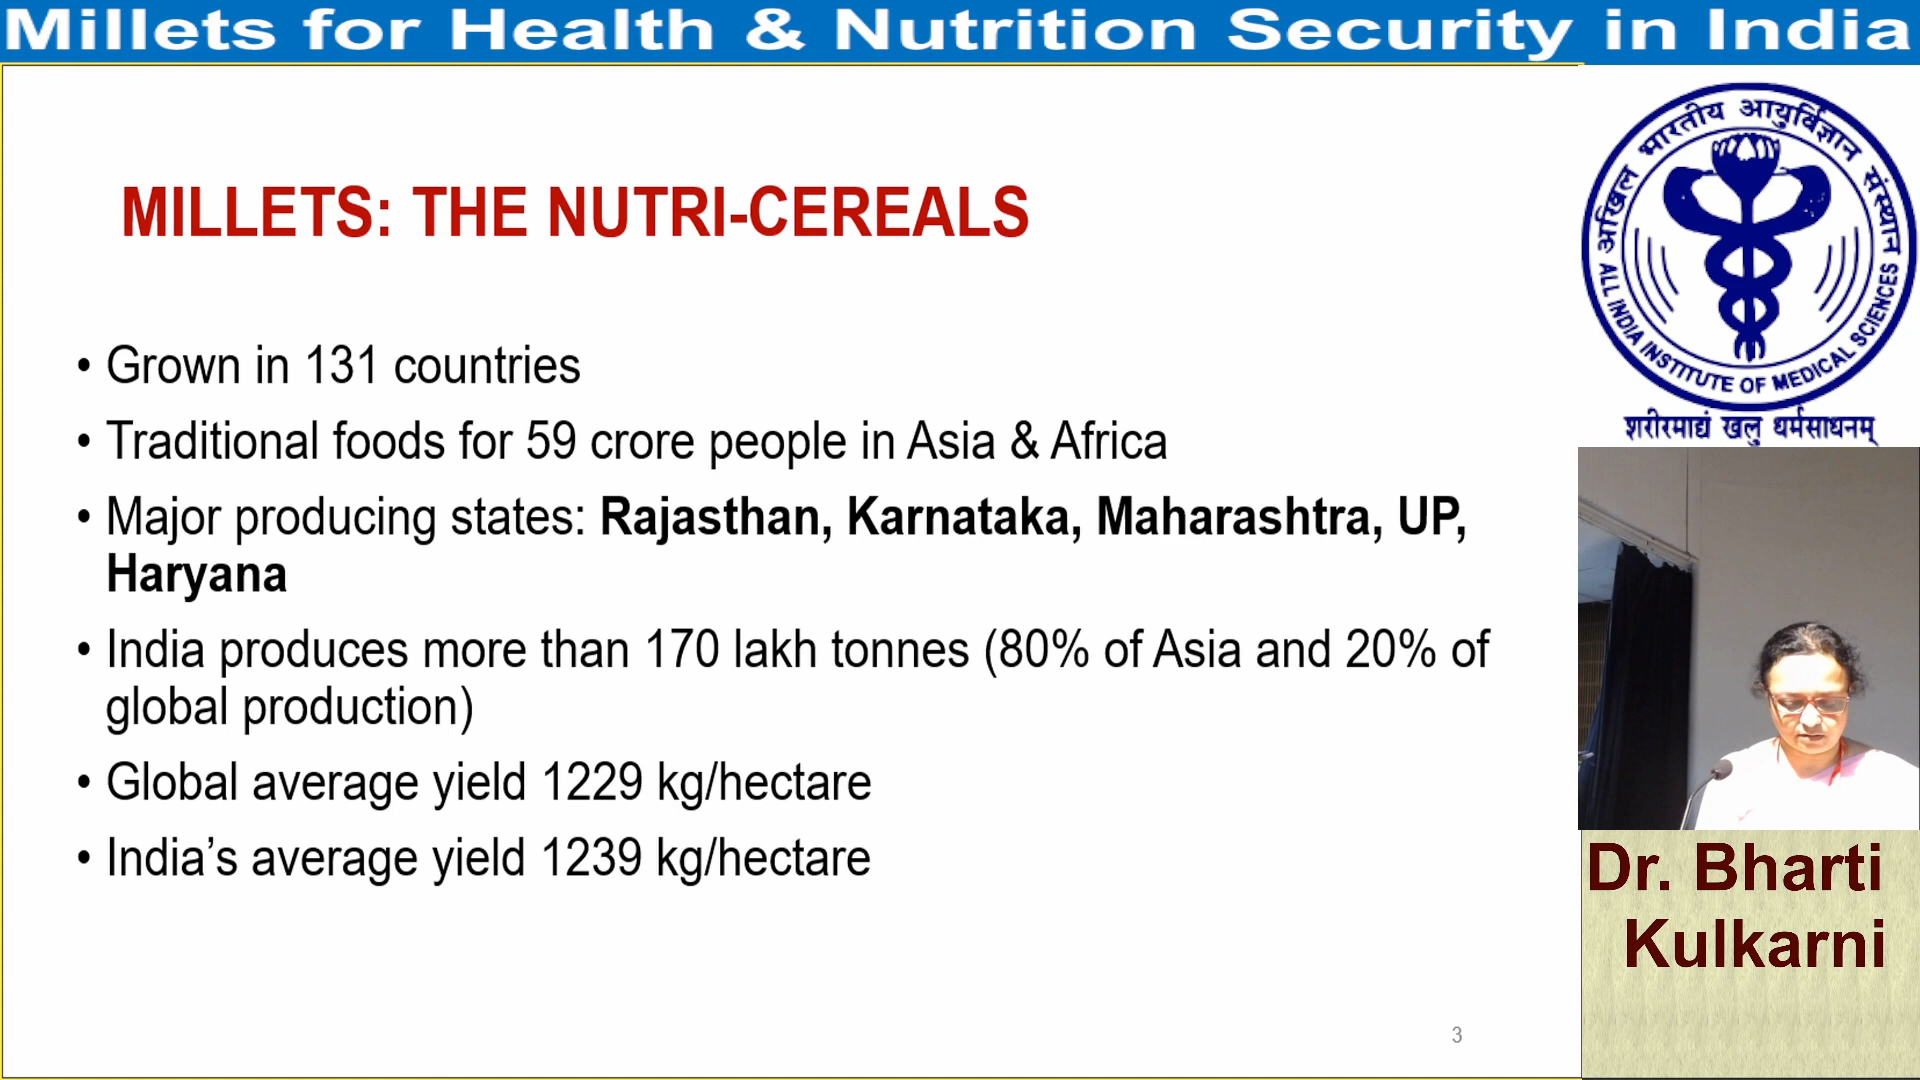 Millets for Health & Nutrition Security in India
MILLETS: THE NUTRI-CEREALS
• Grown in 131 countries
• Traditional foods for 59 crore people in Asia & Africa
• Major producing states: Rajasthan, Karnataka, Maharashtra, UP,
Haryana
• India produces more than 170 lakh tonnes (80% of Asia and 20% of
global production)
• Global average yield 1229 kg/hectare
• India’s average yield 1239 kg/hectare
3
अखिल भारतीय आयुर्विज्ञान संस्थान
ALL INDIA INSTITUTE OF MEDICAL SCIENCES
शरीरमाद्यं खलु धर्मसाधनम्
Dr. Bharti
Kulkarni